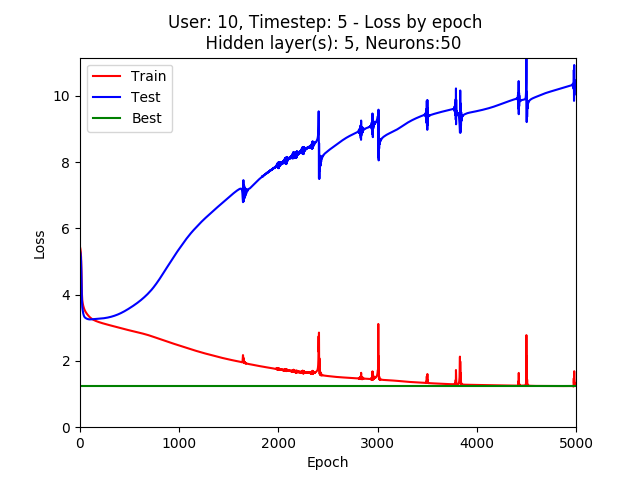 User: 10, Timestep: 5 - Loss by epoch
Hidden layer(s): 5, Neurons:50
Train
Test
Best
Loss
10
8
6
4
2
0
0 1000 2000 3000 4000 5000
Epoch